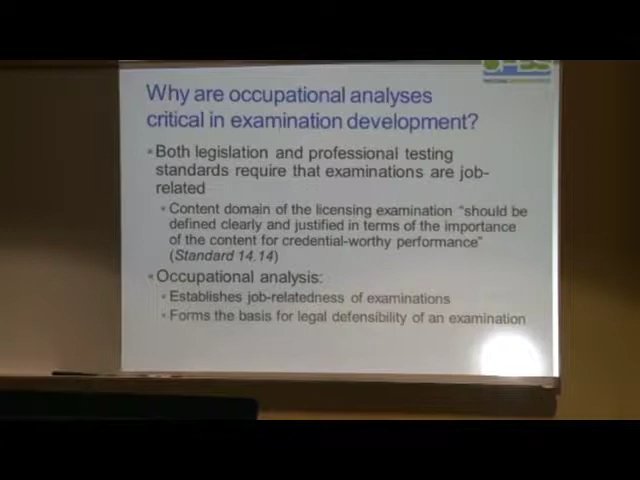 Why are occupational analyses
critical in examination development?
▪Both legislation and professional testing
standards require that examinations are job-
related
▪ Content domain of the licensing examination “should be
defined clearly and justified in terms of the importance
of the content for credential-worthy performance”
(Standard 14.14)
▪Occupational analysis:
▪ Establishes job-relatedness of examinations
▪ Forms the basis for legal defensibility of an examination